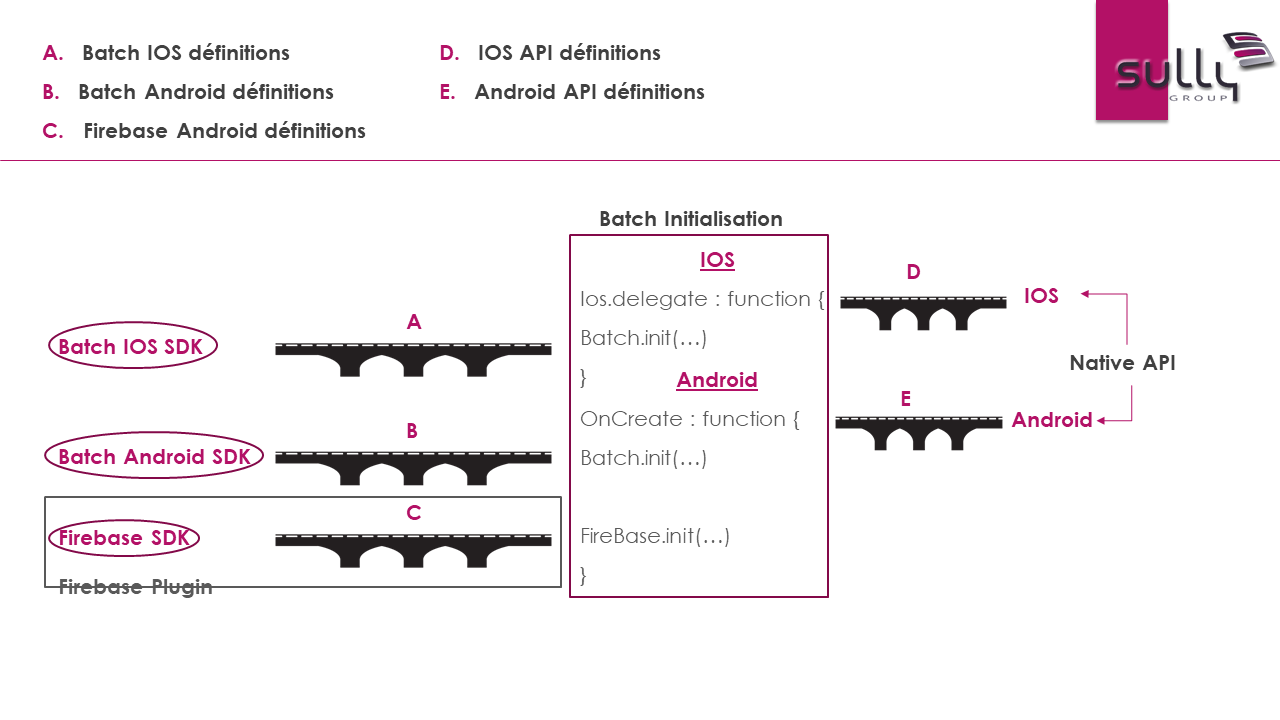 A. Batch IOS définitions
B. Batch Android définitions
C. Firebase Android définitions
D. IOS API définitions
E. Android API définitions
sully
GROUP
Batch Initialisation
IOS
Ios.delegate : function {
Batch.init(…)
}
Android
OnCreate : function {
Batch.init(…)
FireBase.init(…)
}
A
Batch IOS SDK
B
Batch Android SDK
C
Firebase SDK
Firebase Plugin
D
IOS
Native API
E
Android